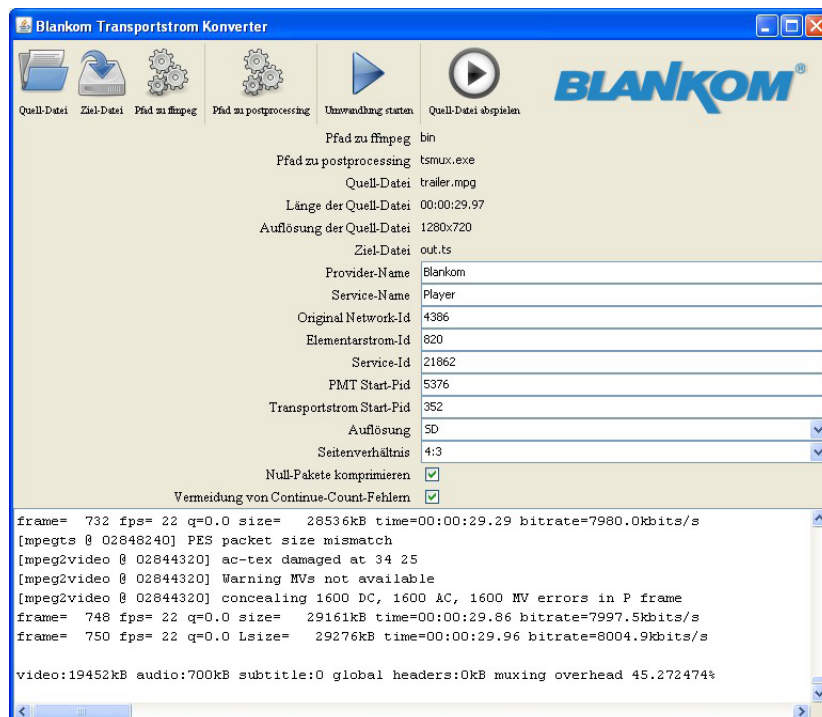 Blankom Transportstrom Konverter
Quell-Datei Ziel-Datei Pfad zu ffmpeg Pfad zu postprocessing Umwandlung starten Quell-Datei abspielen
BLANKOM®
Pfad zu ffmpeg bin
Pfad zu postprocessing tsmux.exe
Quell-Datei trailer.mpg
Länge der Quell-Datei 00:00:29.97
Auflösung der Quell-Datei 1280x720
Ziel-Datei out.ts
Provider-Name Blankom
Service-Name Player
Original Network-Id 4386
Elementarstrom-Id 820
Service-Id 21862
PMT Start-Pid 5376
Transportstrom Start-Pid 352
Auflösung SD
Seitenverhältnis 4:3
Null-Pakete komprimieren
Vermeidung von Continue-Count-Fehlern
frame=  732 fps= 22 q=0.0 size=   28536kB time=00:00:29.29 bitrate=7980.0kbits/s
[mpegts @ 02848240] PES packet size mismatch
[mpeg2video @ 02844320] ac-tex damaged at 34 25
[mpeg2video @ 02844320] Warning MVs not available
[mpeg2video @ 02844320] concealing 1600 DC, 1600 AC, 1600 MV errors in P frame
frame=  748 fps= 22 q=0.0 size=   29161kB time=00:00:29.86 bitrate=7997.5kbits/s
frame=  750 fps= 22 q=0.0 Lsize=   29276kB time=00:00:29.96 bitrate=8004.9kbits/s
video:19452kB audio:700kB subtitle:0 global headers:0kB muxing overhead 45.272474%